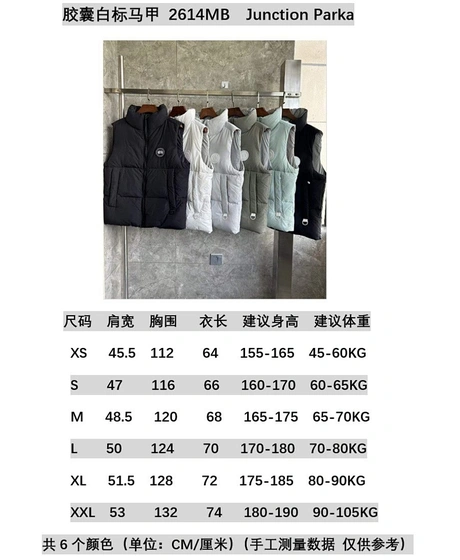 胶囊白标马甲 2614MB Junction Parka
尺码 肩宽 胸围 衣长 建议身高 建议体重
XS 45.5 112 64 155-165 45-60KG
S 47 116 66 160-170 60-65KG
M 48.5 120 68 165-175 65-70KG
L 50 124 70 170-180 70-80KG
XL 51.5 128 72 175-185 80-90KG
XXL 53 132 74 180-190 90-105KG
共6个颜色（单位：CM/厘米）（手工测量数据 仅供参考）